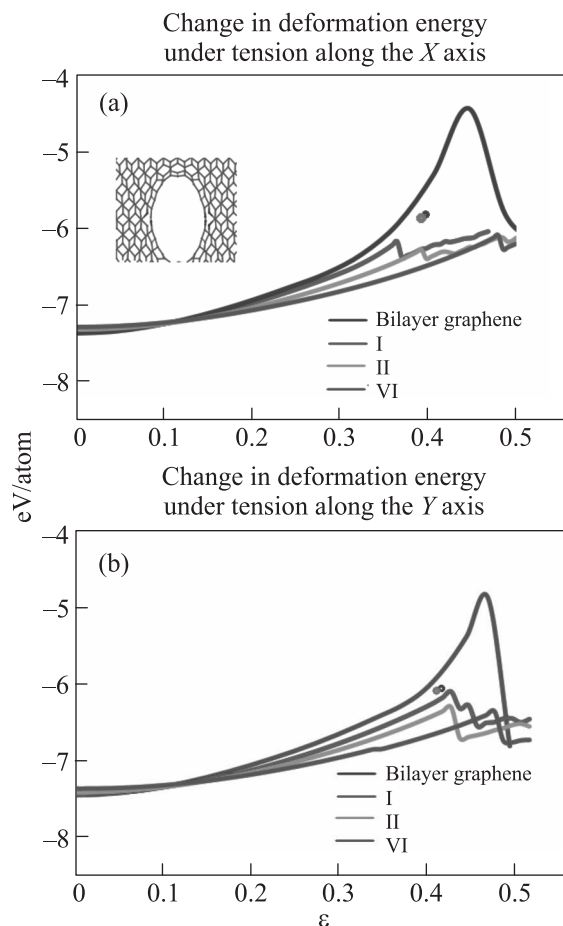 Change in deformation energy
under tension along the X axis
(a)
–4
–5
–6
–7
–8
Bilayer graphene
I
II
VI
0 0.1 0.2 0.3 0.4 0.5
eV/atom
Change in deformation energy
under tension along the Y axis
(b)
–4
–5
–6
–7
–8
Bilayer graphene
I
II
VI
0 0.1 0.2 0.3 0.4 0.5
ε